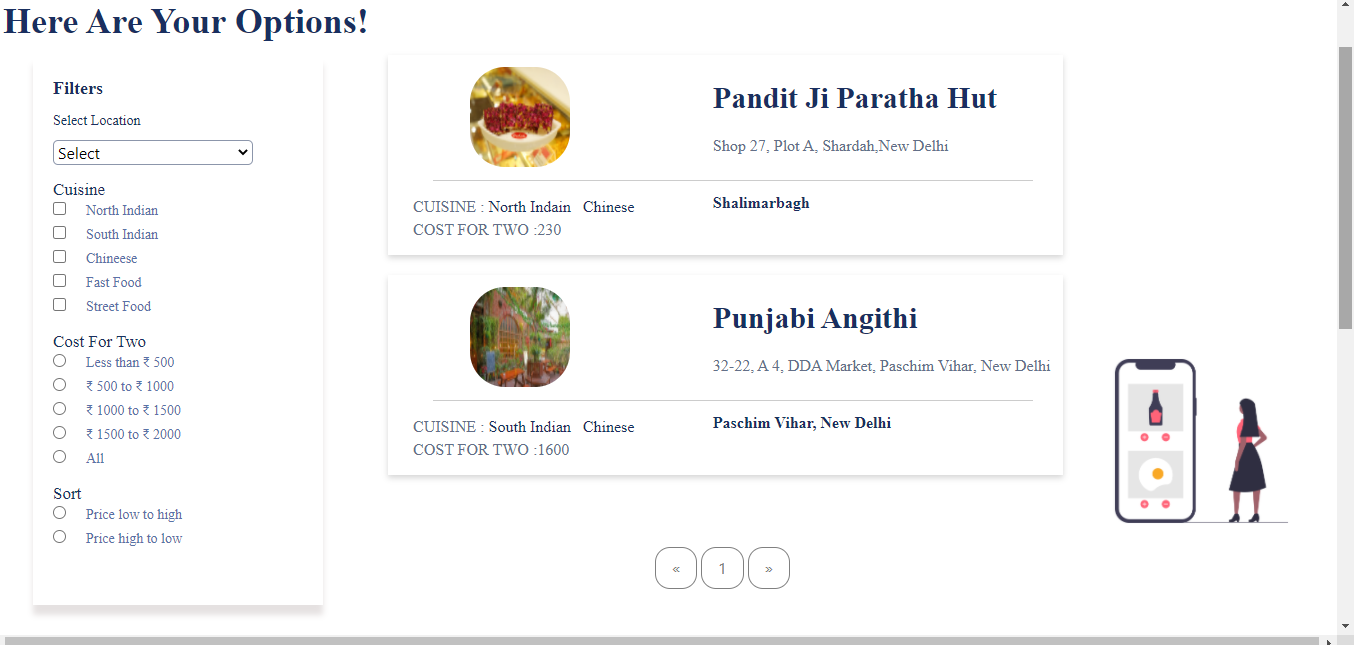 Here Are Your Options!
Filters
Select Location
Select
Cuisine
North Indian
South Indian
Chineese
Fast Food
Street Food
Cost For Two
Less than ₹ 500
₹ 500 to ₹ 1000
₹ 1000 to ₹ 1500
₹ 1500 to ₹ 2000
All
Sort
Price low to high
Price high to low
Pandit Ji Paratha Hut
Shop 27, Plot A, Shardah,New Delhi
CUISINE : North Indain Chinese
COST FOR TWO :230
Shalimarbagh
Punjabi Angithi
32-22, A 4, DDA Market, Paschim Vihar, New Delhi
CUISINE : South Indian Chinese
COST FOR TWO :1600
Paschim Vihar, New Delhi
« 1 »